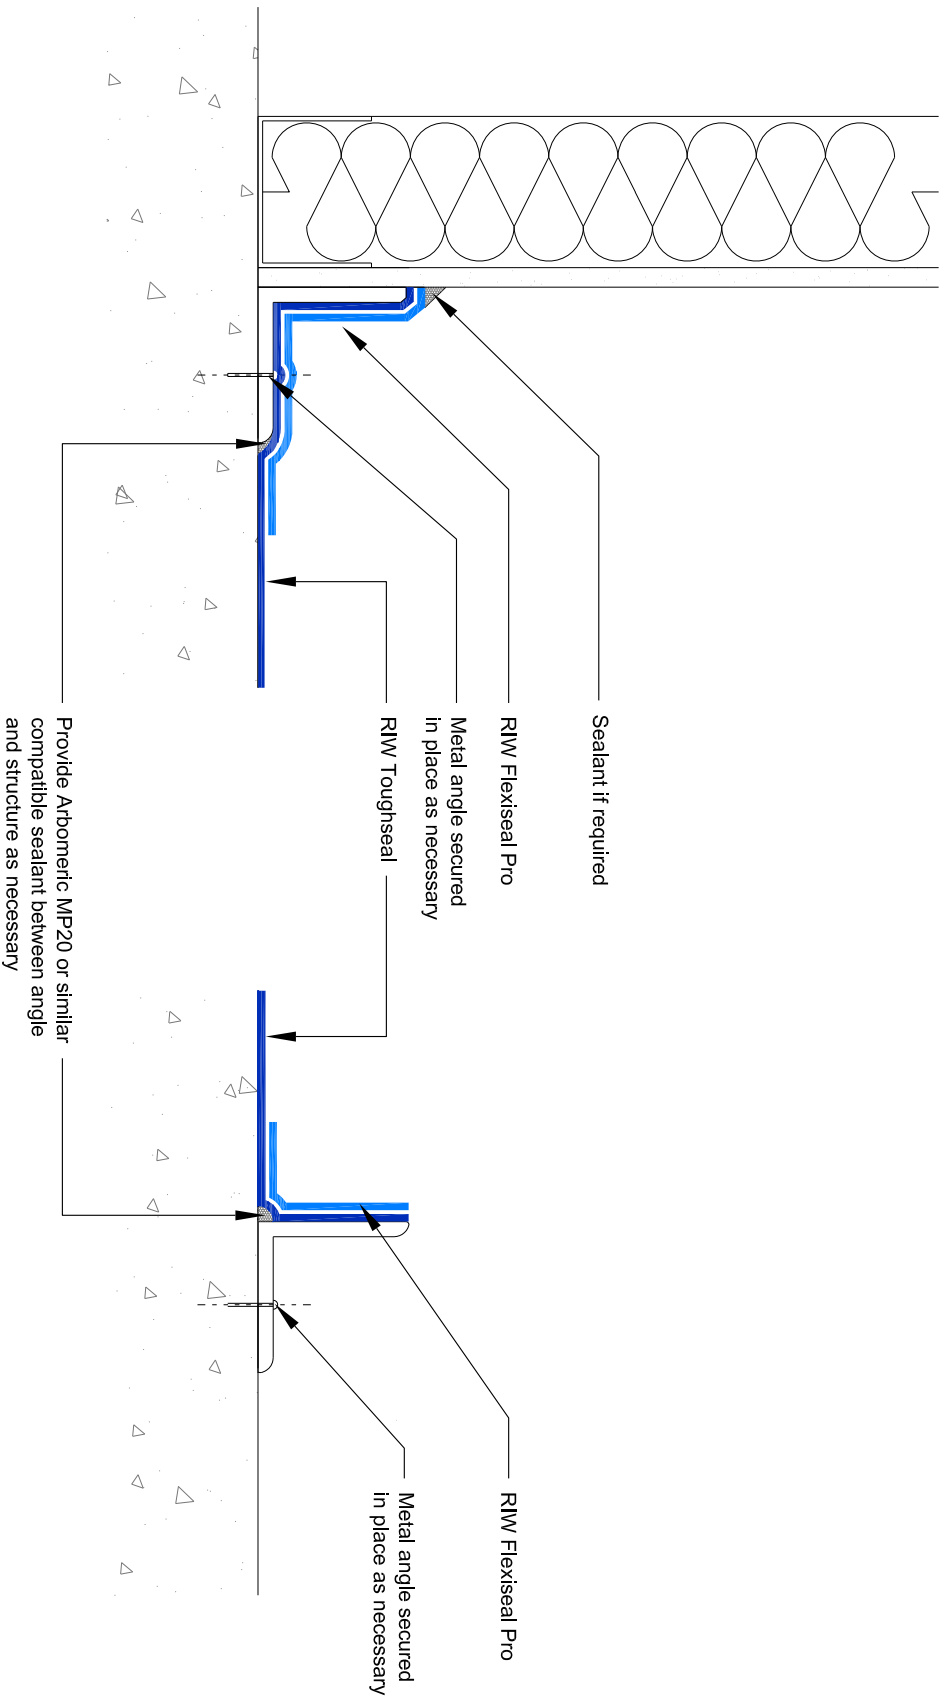 Sealant if required
RIW Flexiseal Pro
Metal angle secured
in place as necessary
RIW Toughseal
Provide Arbomeric MP20 or similar
compatible sealant between angle
and structure as necessary
RIW Flexiseal Pro
Metal angle secured
in place as necessary